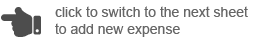 click to switch to the next sheet
to add new expense